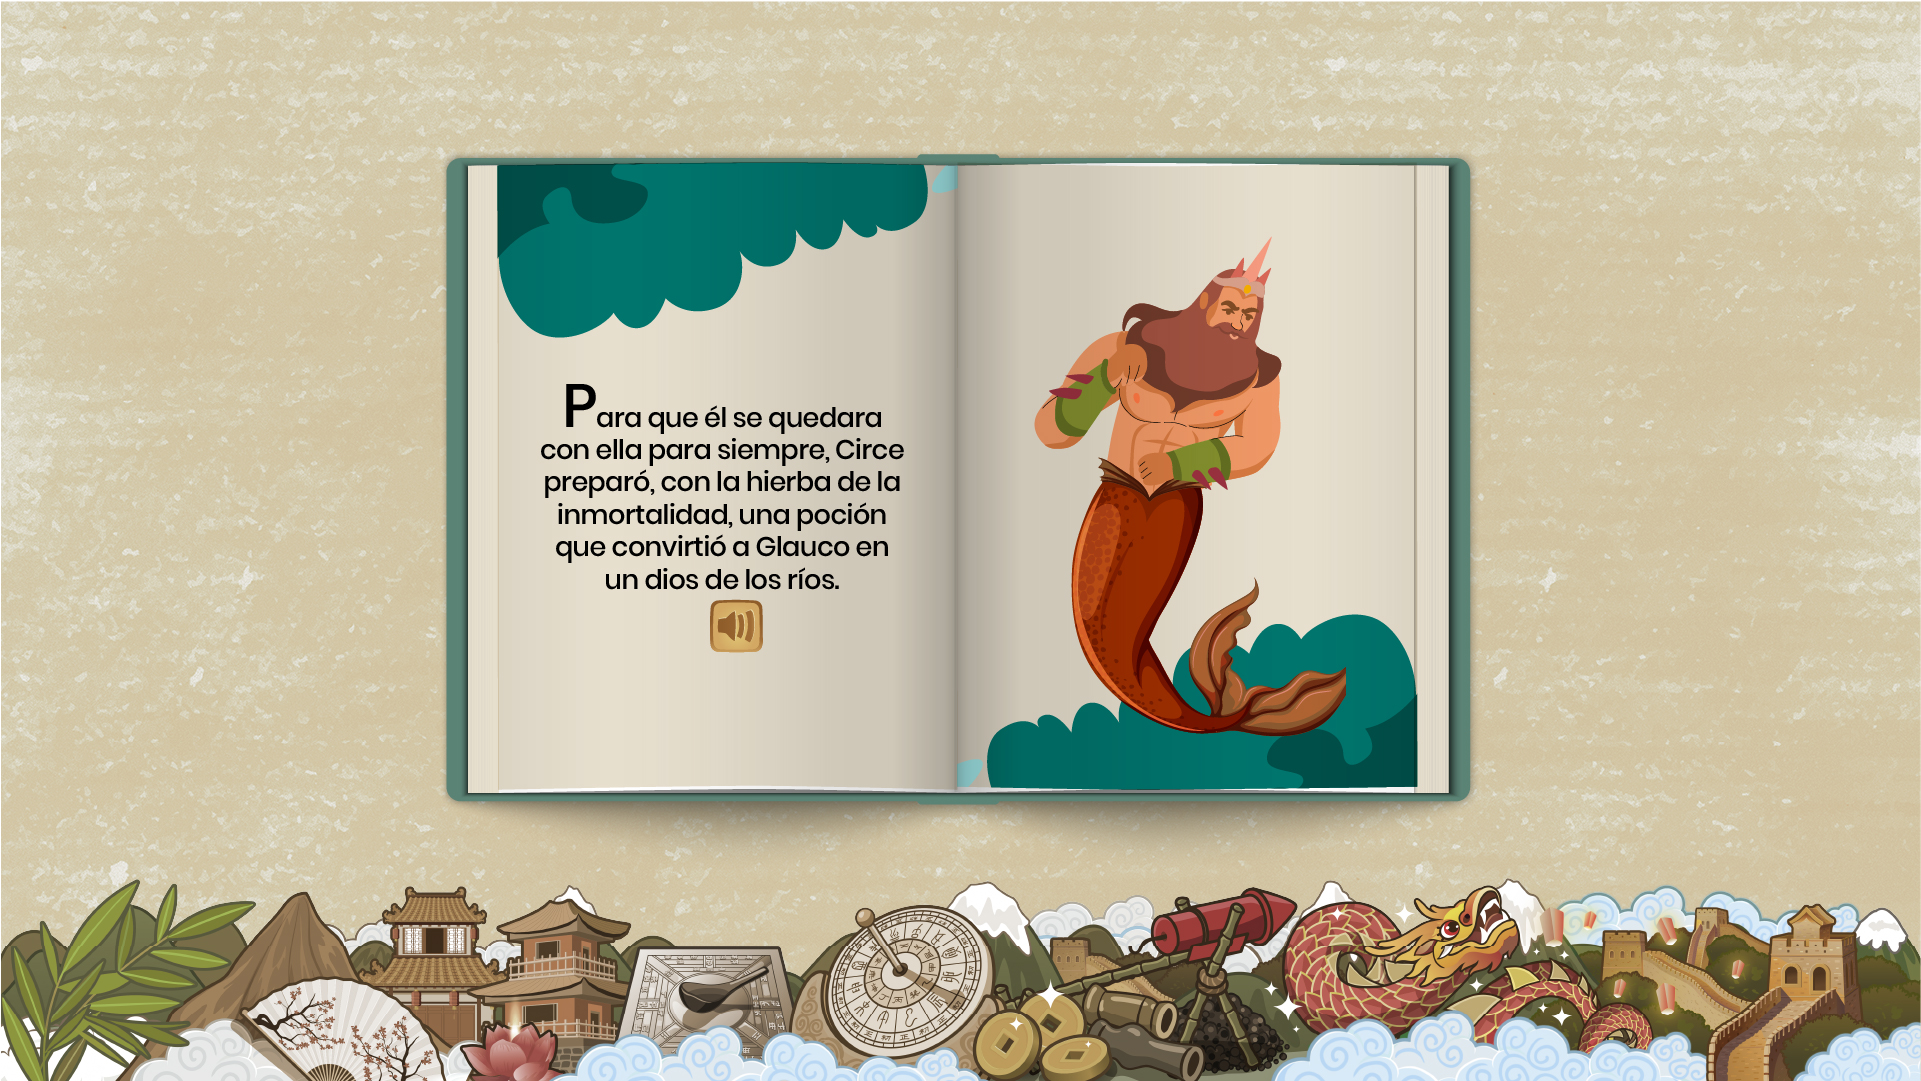 Para que él se quedara
con ella para siempre, Circe
preparó, con la hierba de la
inmortalidad, una poción
que convirtió a Glauco en
un dios de los ríos.